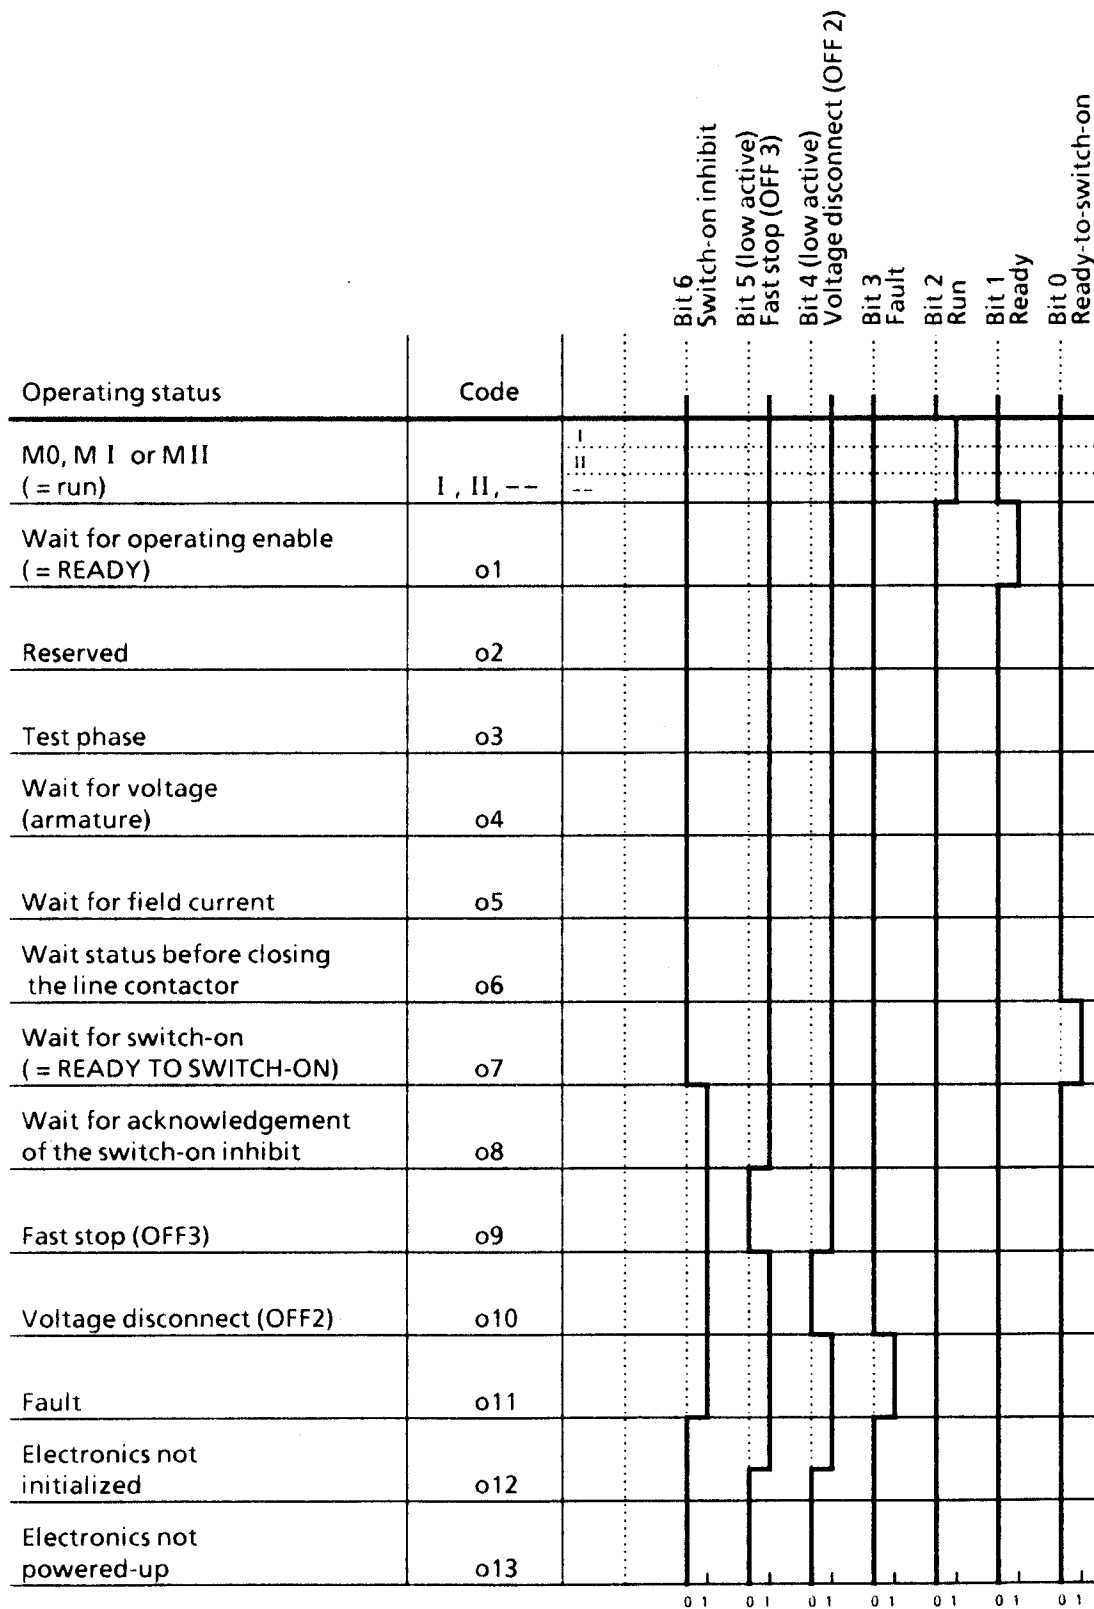 Bit 6
Switch-on inhibit
Bit 5 (low active)
Fast stop (OFF 3)
Bit 4 (low active)
Voltage disconnect (OFF 2)
Bit 3
Fault
Bit 2
Run
Bit 1
Ready
Bit 0
Ready-to-switch-on
Operating status
Code
M0, M I or M II
( = run)
I , II, --
I
II
--
Wait for operating enable
( = READY)
o1
Reserved
o2
Test phase
o3
Wait for voltage
(armature)
o4
Wait for field current
o5
Wait status before closing
the line contactor
o6
Wait for switch-on
( = READY TO SWITCH-ON)
o7
Wait for acknowledgement
of the switch-on inhibit
o8
Fast stop (OFF3)
o9
Voltage disconnect (OFF2)
o10
Fault
o11
Electronics not
initialized
o12
Electronics not
powered-up
o13
0 1 0 1 0 1 0 1 0 1 0 1 0 1